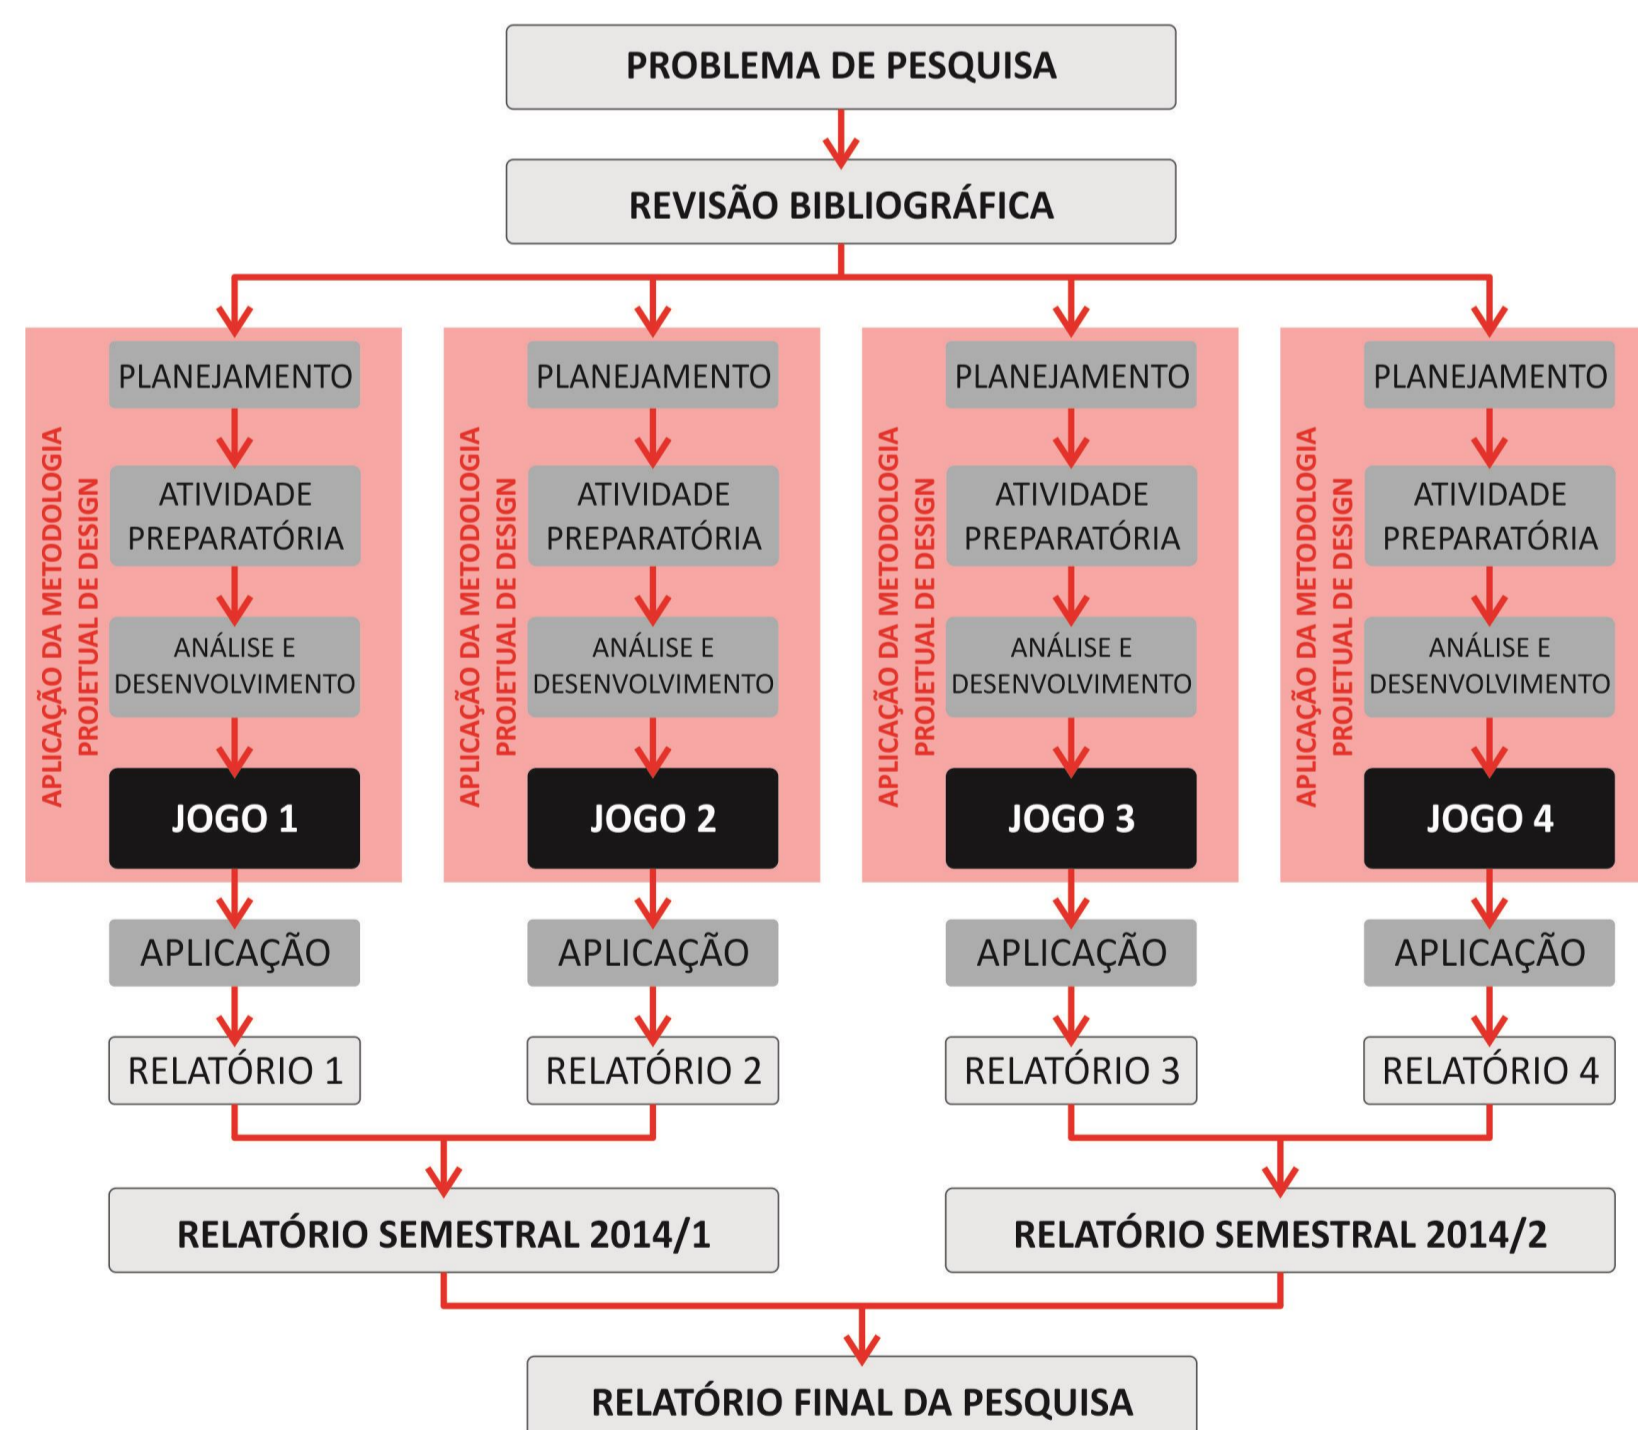 PROBLEMA DE PESQUISA
REVISÃO BIBLIOGRÁFICA
APLICAÇÃO DA METODOLOGIA
PROJETUAL DE DESIGN
PLANEJAMENTO
ATIVIDADE
PREPARATÓRIA
ANÁLISE E
DESENVOLVIMENTO
JOGO 1
APLICAÇÃO
RELATÓRIO 1
APLICAÇÃO DA METODOLOGIA
PROJETUAL DE DESIGN
PLANEJAMENTO
ATIVIDADE
PREPARATÓRIA
ANÁLISE E
DESENVOLVIMENTO
JOGO 2
APLICAÇÃO
RELATÓRIO 2
APLICAÇÃO DA METODOLOGIA
PROJETUAL DE DESIGN
PLANEJAMENTO
ATIVIDADE
PREPARATÓRIA
ANÁLISE E
DESENVOLVIMENTO
JOGO 3
APLICAÇÃO
RELATÓRIO 3
APLICAÇÃO DA METODOLOGIA
PROJETUAL DE DESIGN
PLANEJAMENTO
ATIVIDADE
PREPARATÓRIA
ANÁLISE E
DESENVOLVIMENTO
JOGO 4
APLICAÇÃO
RELATÓRIO 4
RELATÓRIO SEMESTRAL 2014/1
RELATÓRIO SEMESTRAL 2014/2
RELATÓRIO FINAL DA PESQUISA